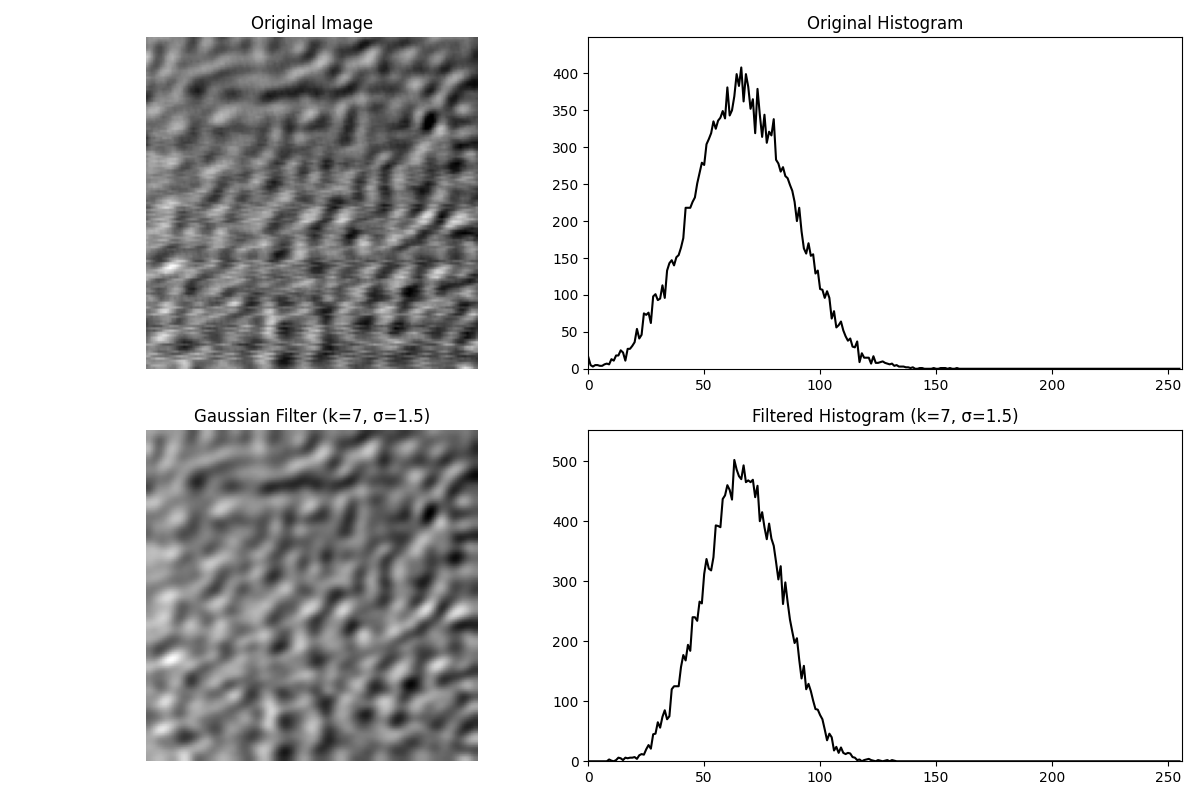 Original Image
Original Histogram
400
350
300
250
200
150
100
50
0
0 50 100 150 200 250
Gaussian Filter (k=7, σ=1.5)
Filtered Histogram (k=7, σ=1.5)
500
400
300
200
100
0
0 50 100 150 200 250